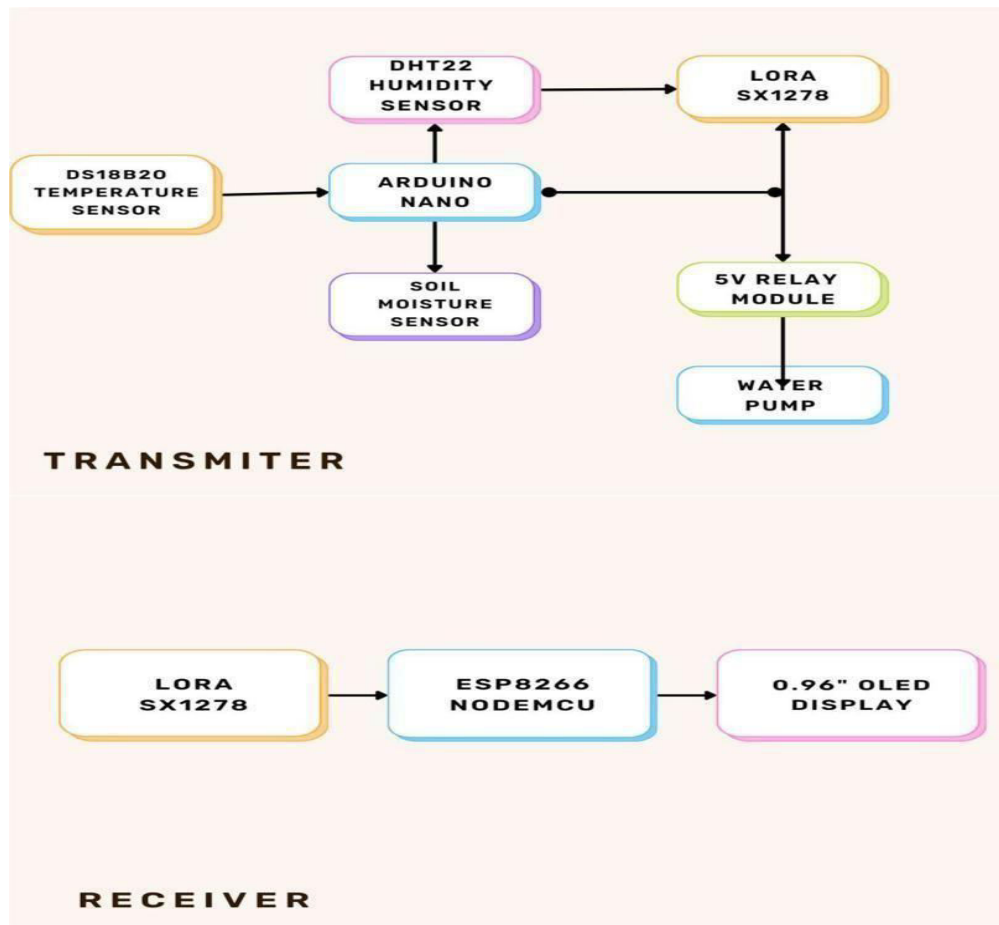 DHT22
HUMIDITY
SENSOR
LORA
SX1278
DS18B20
TEMPERATURE
SENSOR
ARDUINO
NANO
SOIL
MOISTURE
SENSOR
5V RELAY
MODULE
WATER
PUMP
TRANSMITER
LORA
SX1278
ESP8266
NODEMCU
0.96" OLED
DISPLAY
RECEIVER